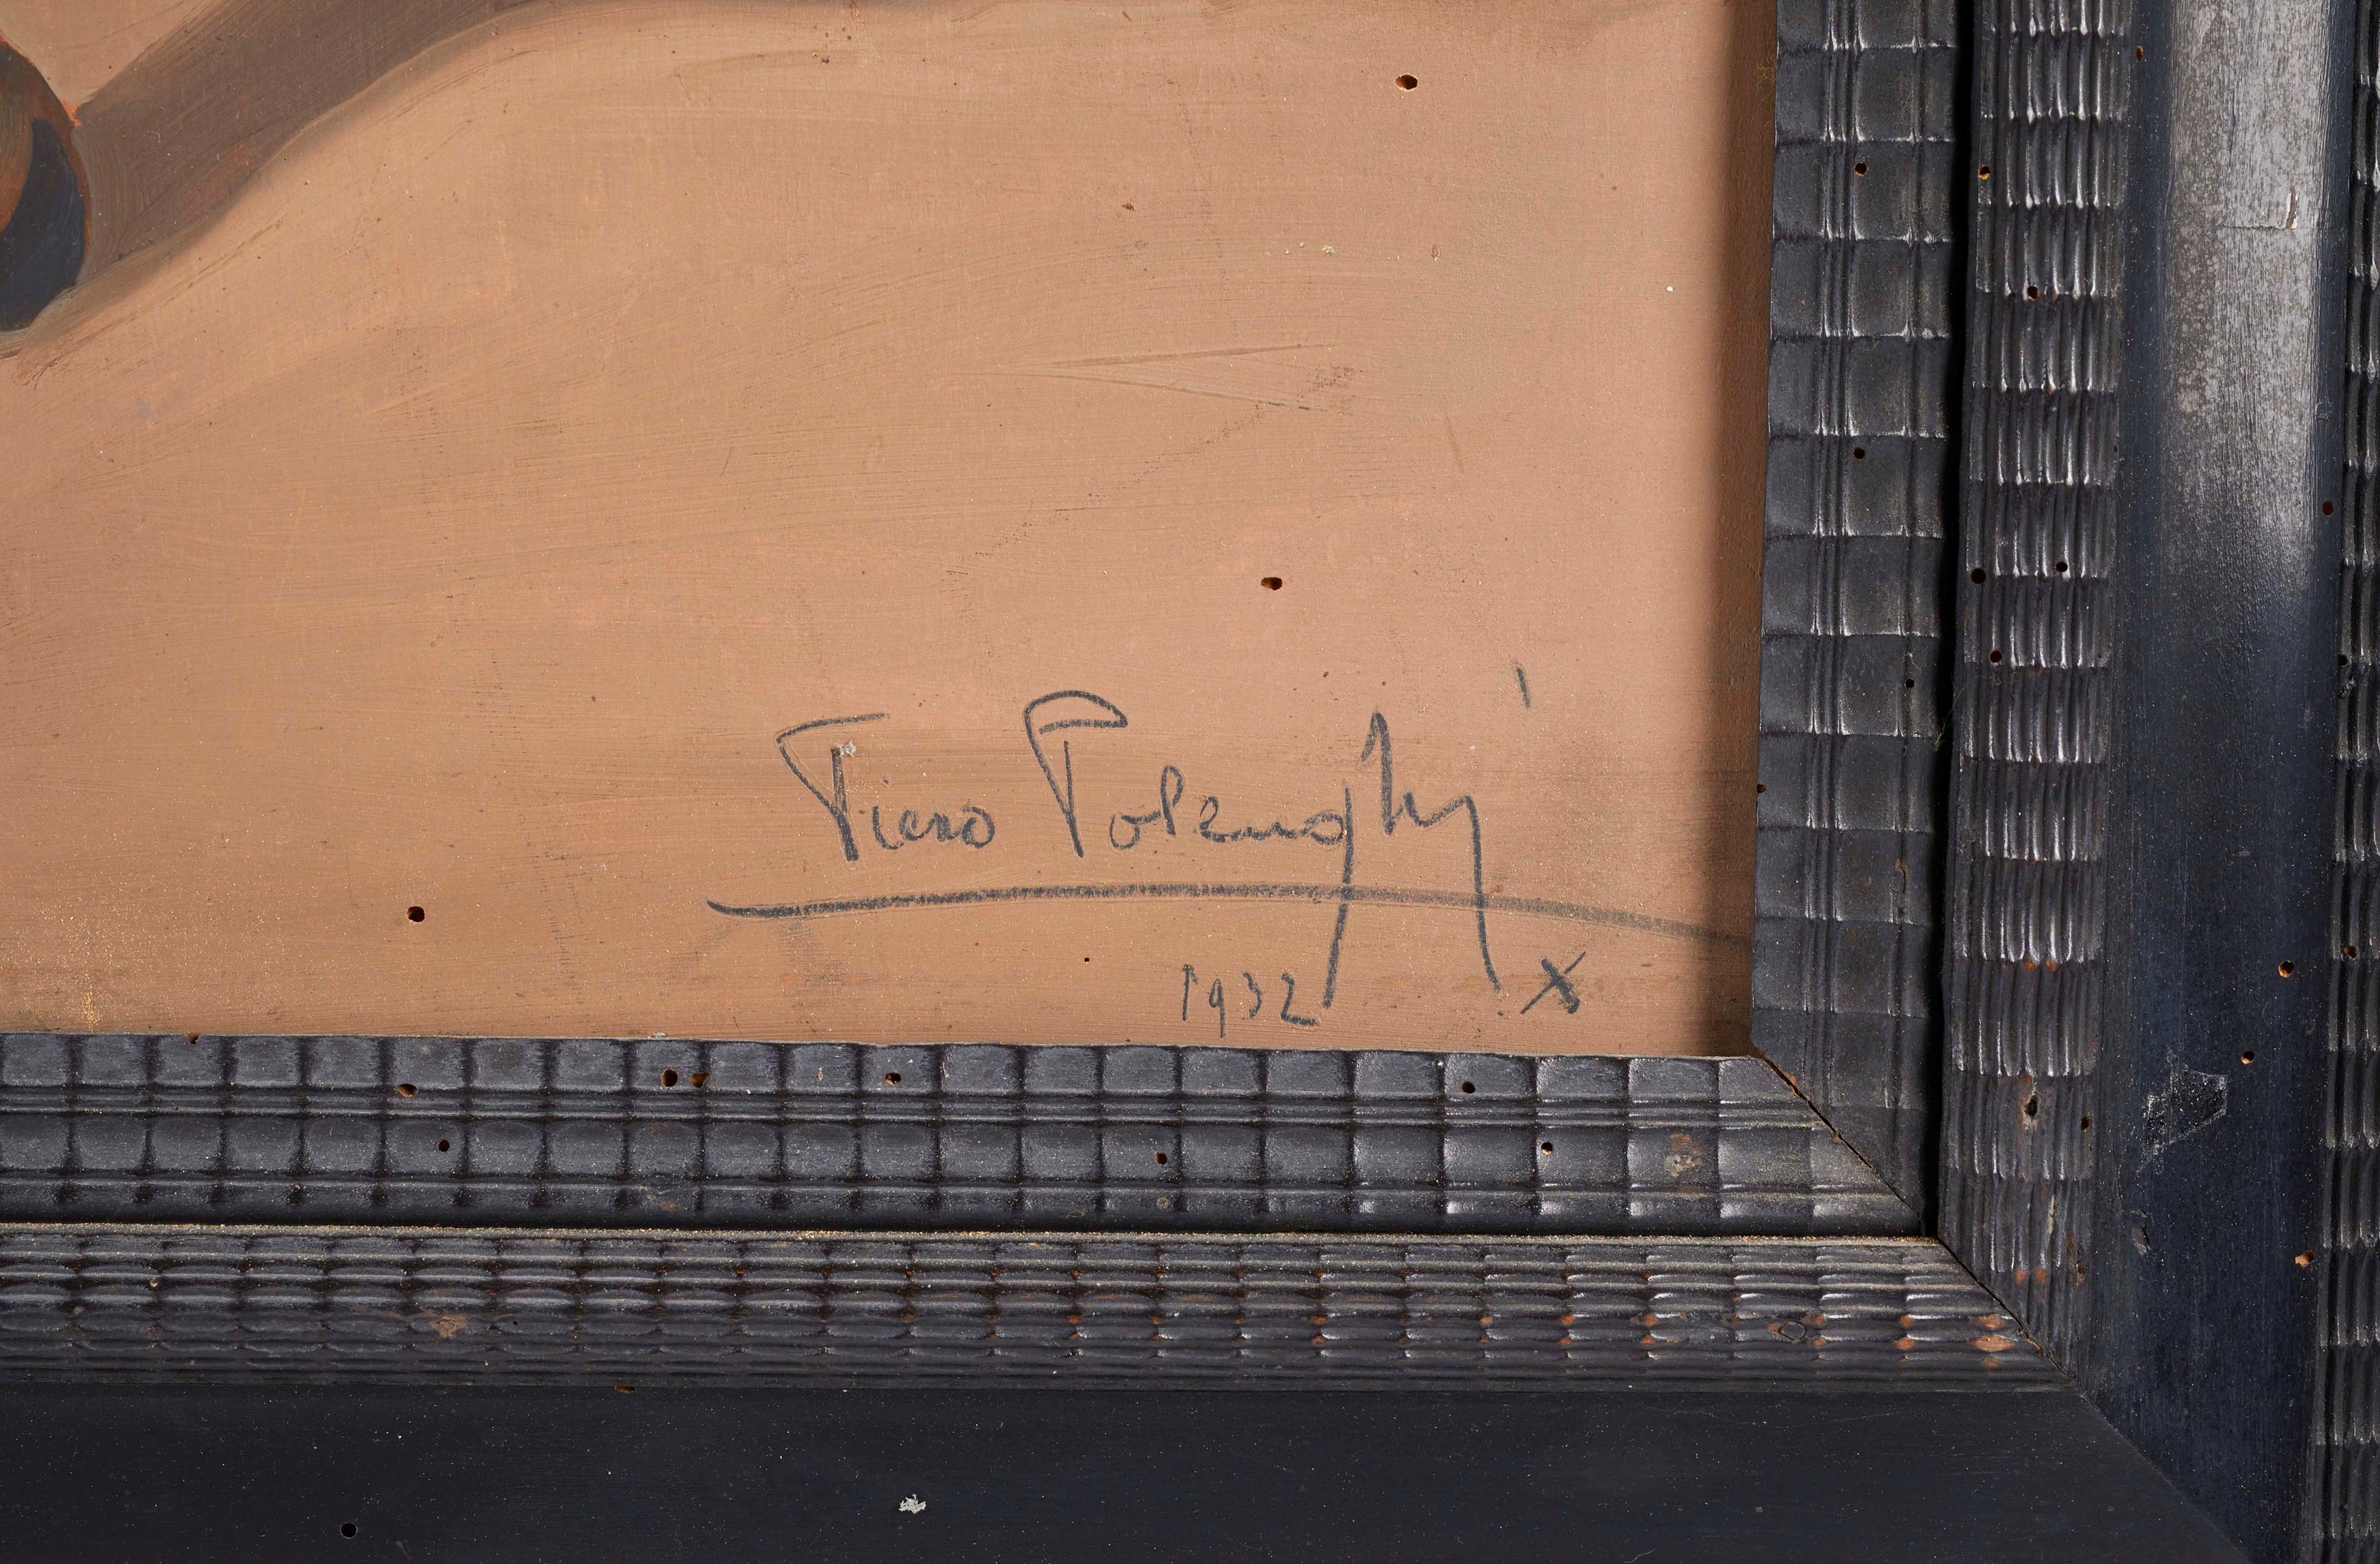 Piero Polenghi
1932 . X